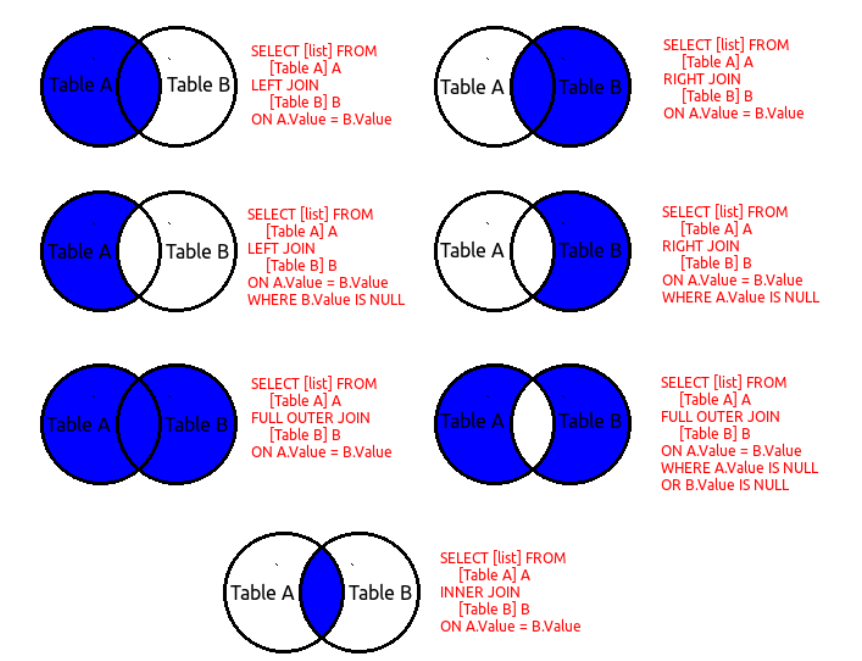 Table A
Table B
SELECT [list] FROM
[Table A] A
LEFT JOIN
[Table B] B
ON A.Value = B.Value
Table A
Table B
SELECT [list] FROM
[Table A] A
RIGHT JOIN
[Table B] B
ON A.Value = B.Value
Table A
Table B
SELECT [list] FROM
[Table A] A
LEFT JOIN
[Table B] B
ON A.Value = B.Value
WHERE B.Value IS NULL
Table A
Table B
SELECT [list] FROM
[Table A] A
RIGHT JOIN
[Table B] B
ON A.Value = B.Value
WHERE A.Value IS NULL
Table A
Table B
SELECT [list] FROM
[Table A] A
FULL OUTER JOIN
[Table B] B
ON A.Value = B.Value
Table A
Table B
SELECT [list] FROM
[Table A] A
FULL OUTER JOIN
[Table B] B
ON A.Value = B.Value
WHERE A.Value IS NULL
OR B.Value IS NULL
Table A
Table B
SELECT [list] FROM
[Table A] A
INNER JOIN
[Table B] B
ON A.Value = B.Value